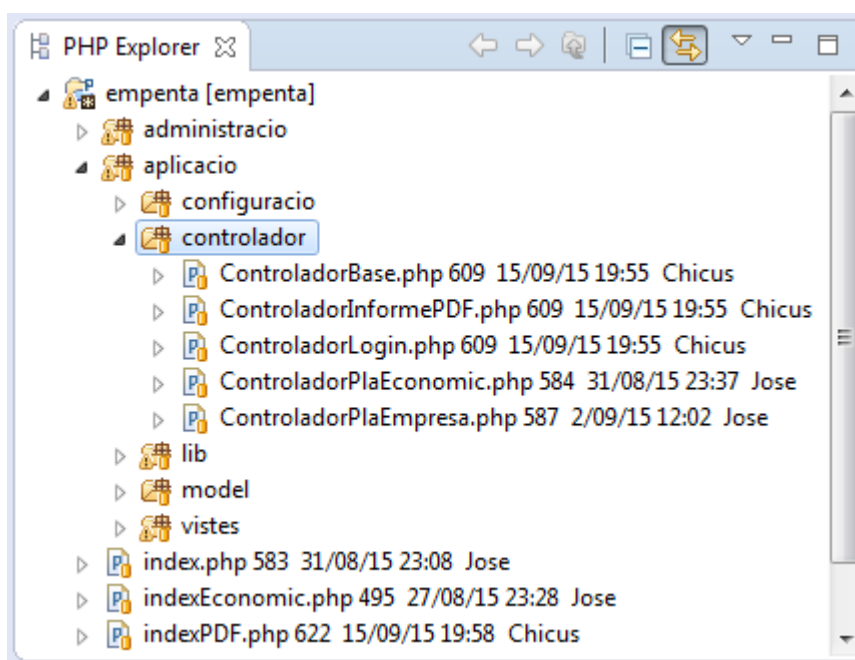 PHP Explorer
empenta [empenta]
administracio
aplicacio
configuracio
controlador
ControladorBase.php 609 15/09/15 19:55 Chicus
ControladorInformePDF.php 609 15/09/15 19:55 Chicus
ControladorLogin.php 609 15/09/15 19:55 Chicus
ControladorPlaEconomic.php 584 31/08/15 23:37 Jose
ControladorPlaEmpresa.php 587 2/09/15 12:02 Jose
lib
model
vistes
index.php 583 31/08/15 23:08 Jose
indexEconomic.php 495 27/08/15 23:28 Jose
indexPDF.php 622 15/09/15 19:58 Chicus